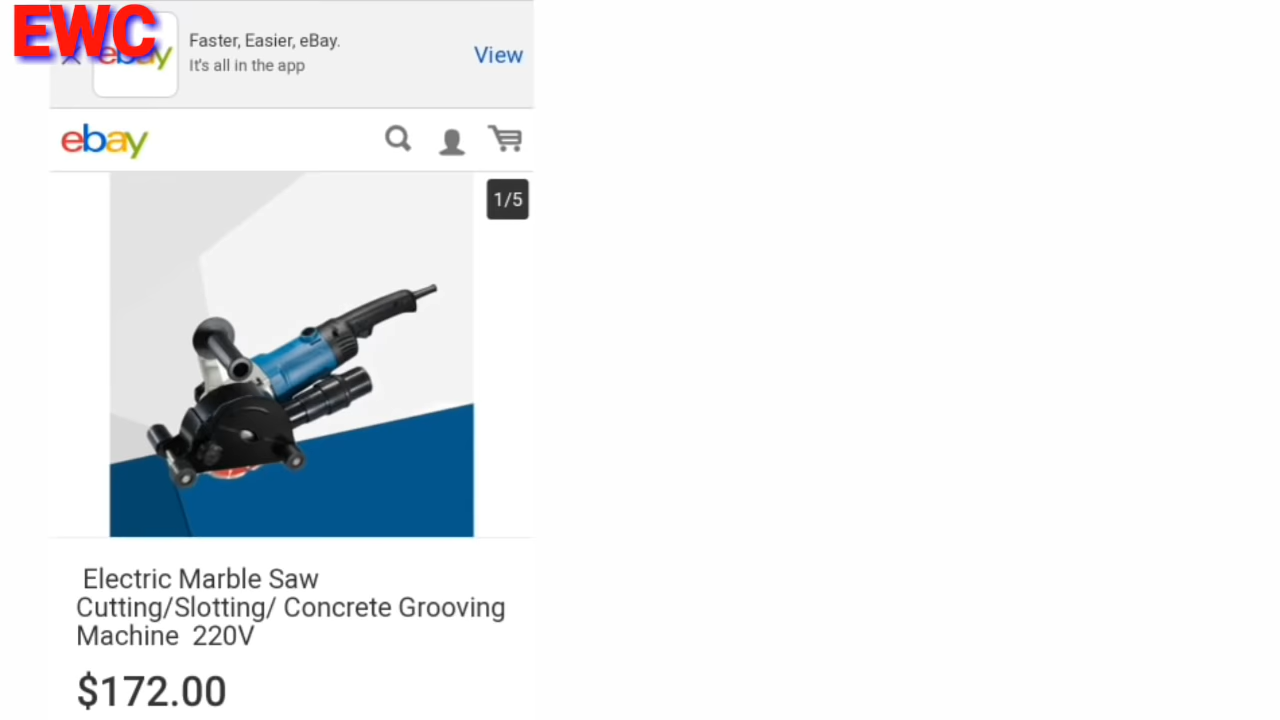 EWC
ebay
Faster, Easier, eBay.
It's all in the app
View
ebay
1/5
Electric Marble Saw
Cutting/Slotting/ Concrete Grooving
Machine 220V
$172.00